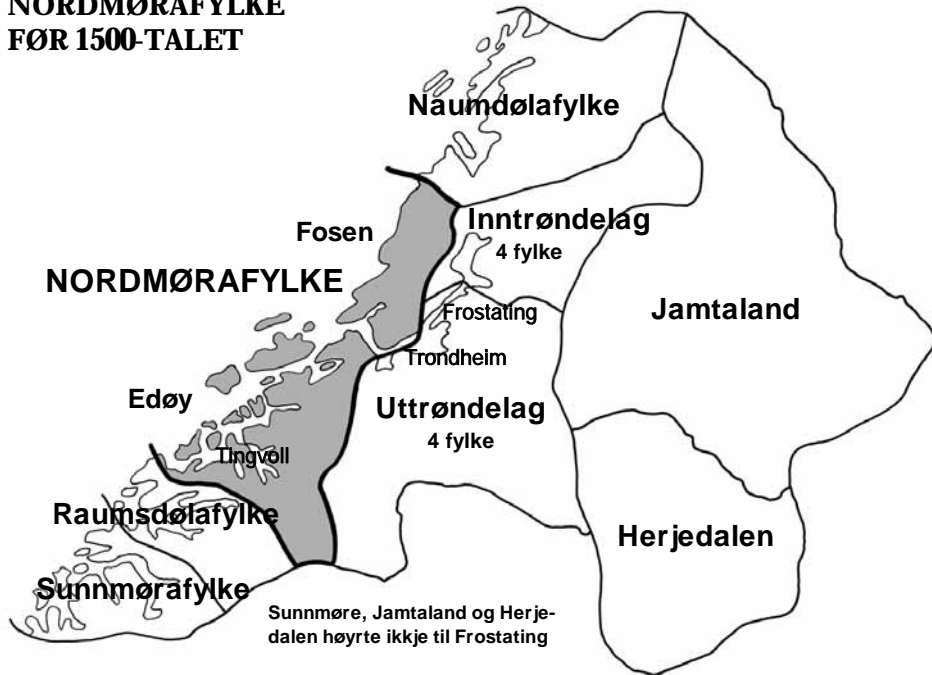 NORDMØRAFYLKE
FØR 1500-TALET
Naumdølafylke
Fosen
Inntrøndelag
4 fylke
NORDMØRAFYLKE
Frostating
Jamtaland
Trondheim
Edøy
Uttrøndelag
4 fylke
Tingvoll
Raumsdølafylke
Herjedalen
Sunnmørafylke
Sunnmøre, Jamtaland og Herje-
dalen høyrte ikkje til Frostating